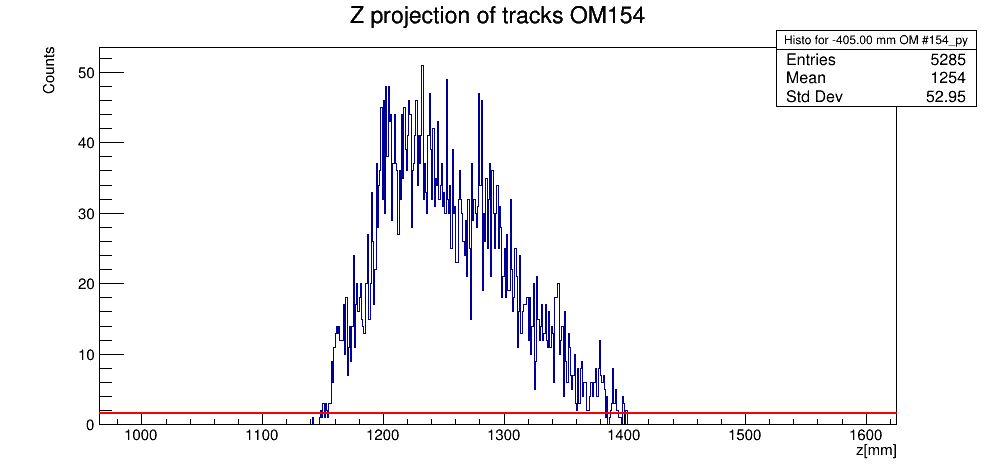 Z projection of tracks OM154
Histo for -405.00 mm OM #154_py
Entries 5285
Mean 1254
Std Dev 52.95
Counts
50
40
30
20
10
0
1000 1100 1200 1300 1400 1500 1600
z[mm]